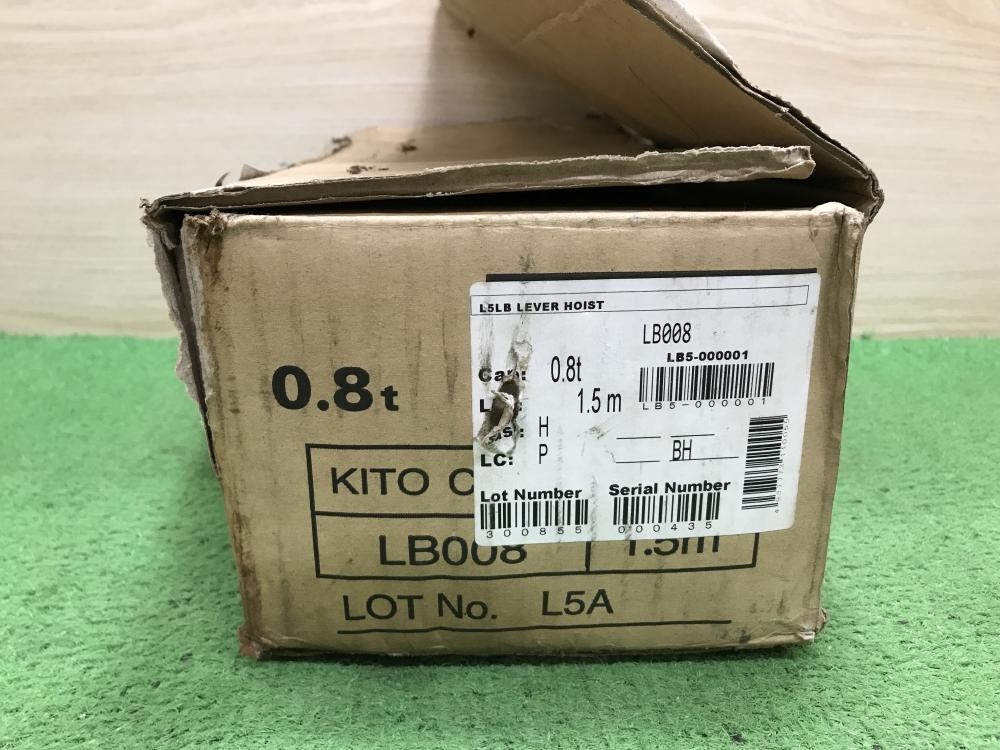 L5LB LEVER HOIST
LB008
LB5-000001
LB5-000001
Cap: 0.8t
1.5 m
H
BH
LC: P
Lot Number
300855
Serial Number
000435
0.8t
KITO
LB008 1.5m
LOT No. L5A